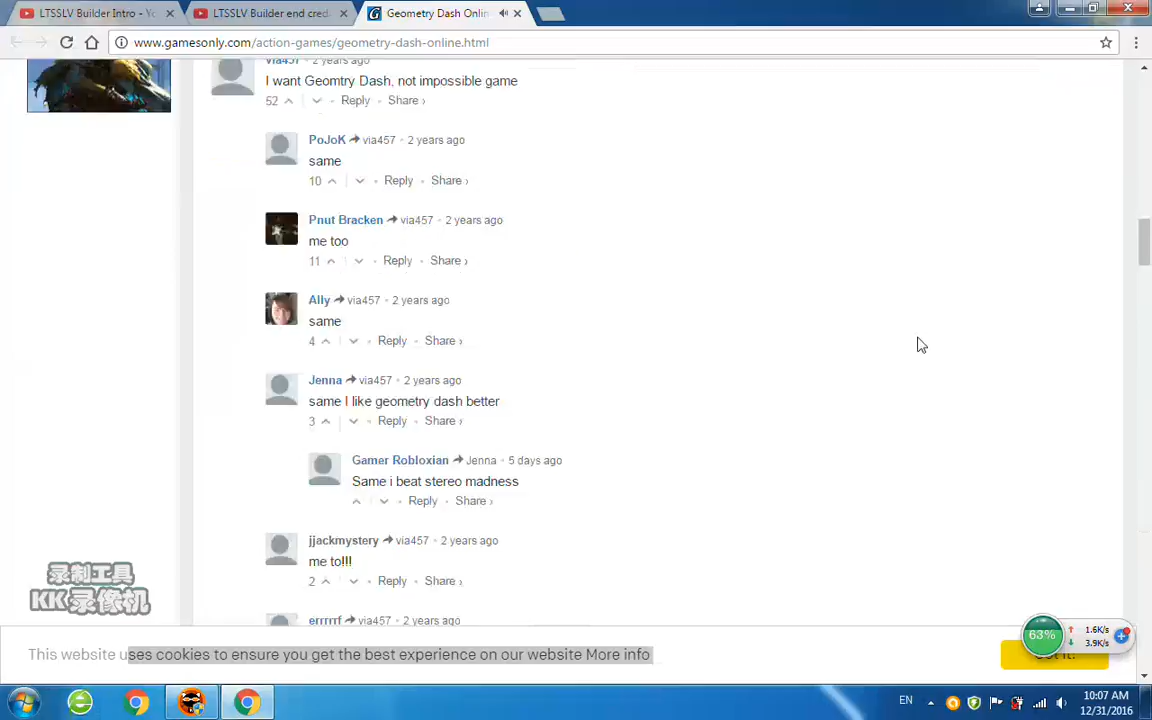 LTSSLV Builder Intro - Yo
LTSSLV Builder end cred
Geometry Dash Onlin
www.gamesonly.com/action-games/geometry-dash-online.html
via457 2 years ago
I want Geomtry Dash, not impossible game
52 Reply Share ›
PoJoK via457 • 2 years ago
same
10 Reply Share ›
Pnut Bracken via457 • 2 years ago
me too
11 Reply Share ›
Ally via457 • 2 years ago
same
4 Reply Share ›
Jenna via457 • 2 years ago
same I like geometry dash better
3 Reply Share ›
Gamer Robloxian Jenna • 5 days ago
Same i beat stereo madness
Reply Share ›
jjackmystery via457 • 2 years ago
me to!!!
2 Reply Share ›
errrrrf via457 • 2 years ago
录制工具
KK录像机
This website uses cookies to ensure you get the best experience on our website More info
63%
1.6K/s
3.9K/s
EN
10:07 AM
12/31/2016